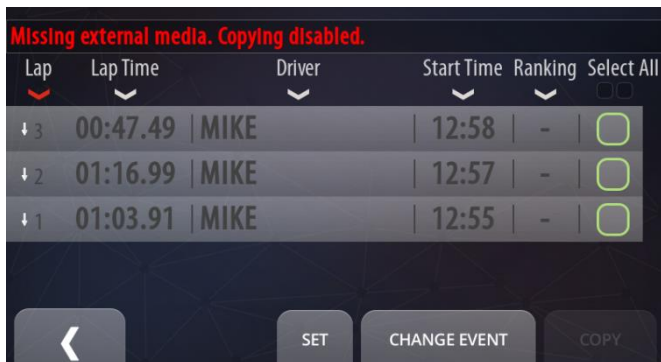 Missing external media. Copying disabled.
Lap Lap Time Driver Start Time Ranking Select All
3 00:47.49 MIKE 12:58 -
2 01:16.99 MIKE 12:57 -
1 01:03.91 MIKE 12:55 -
SET CHANGE EVENT COPY